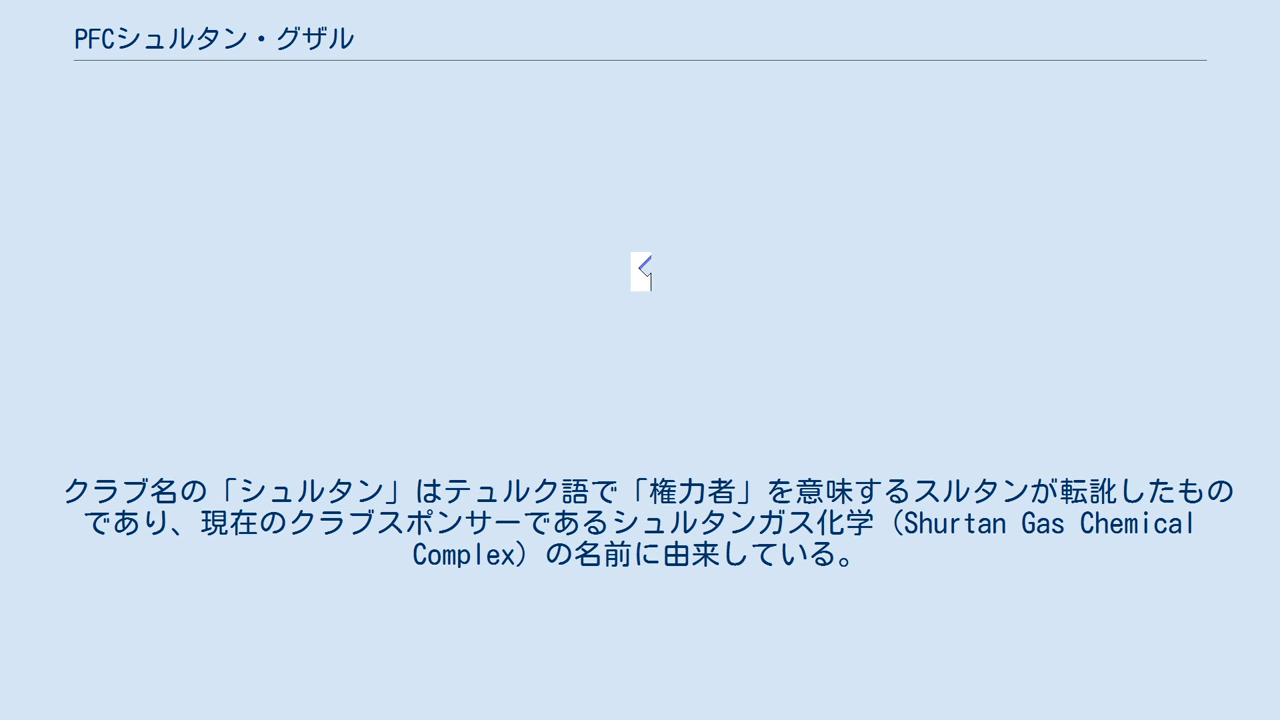 PFCシュルタン・グザル
クラブ名の「シュルタン」はテュルク語で「権力者」を意味するスルタンが転訛したもの
であり、現在のクラブスポンサーであるシュルタンガス化学（Shurtan Gas Chemical
Complex）の名前に由来している。